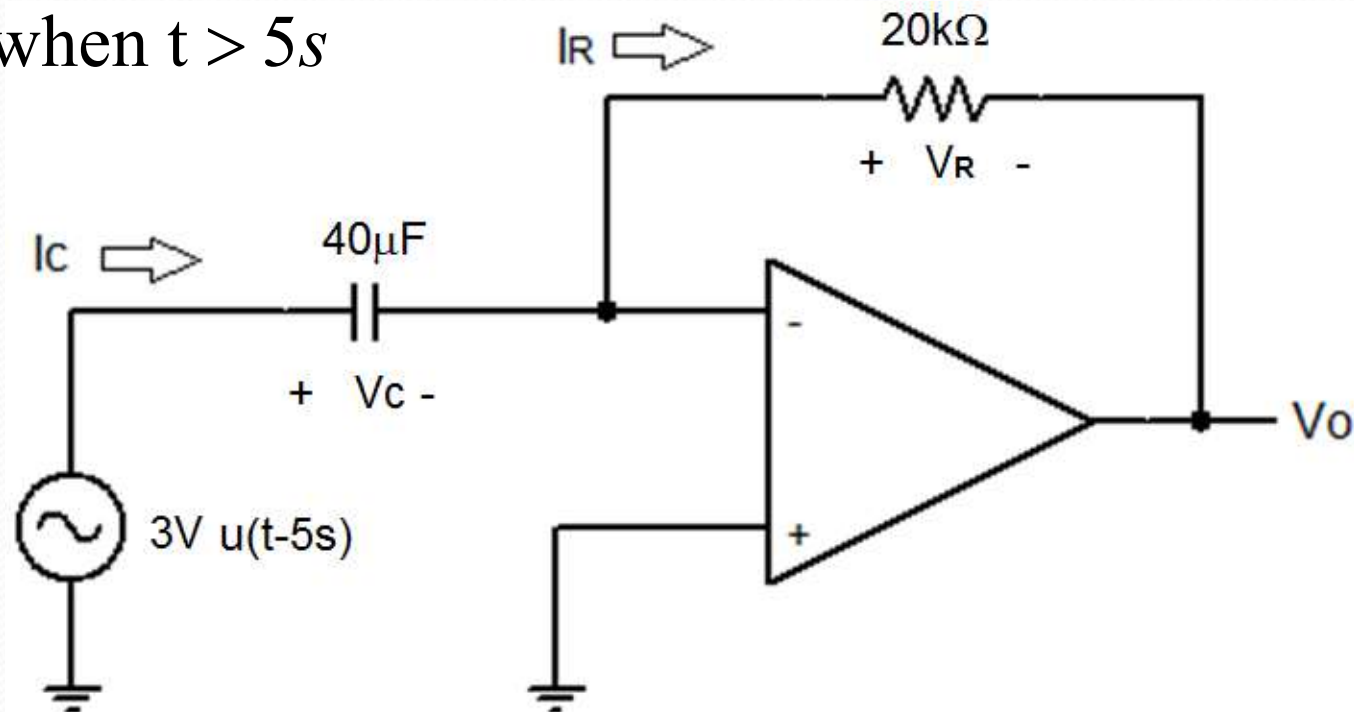 when t > 5s
IR
20kΩ
+ VR -
Ic
40μF
+ Vc -
-
+
Vo
3V u(t-5s)